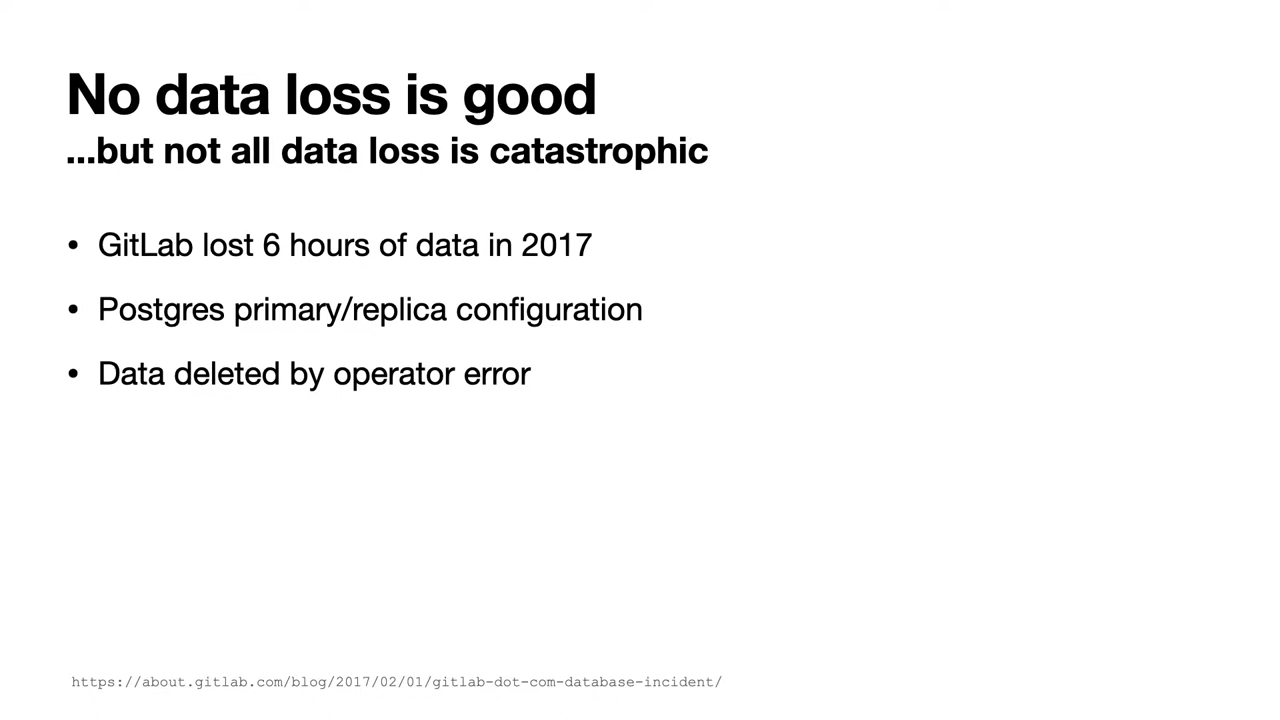 No data loss is good
...but not all data loss is catastrophic
• GitLab lost 6 hours of data in 2017
• Postgres primary/replica configuration
• Data deleted by operator error
https://about.gitlab.com/blog/2017/02/01/gitlab-dot-com-database-incident/